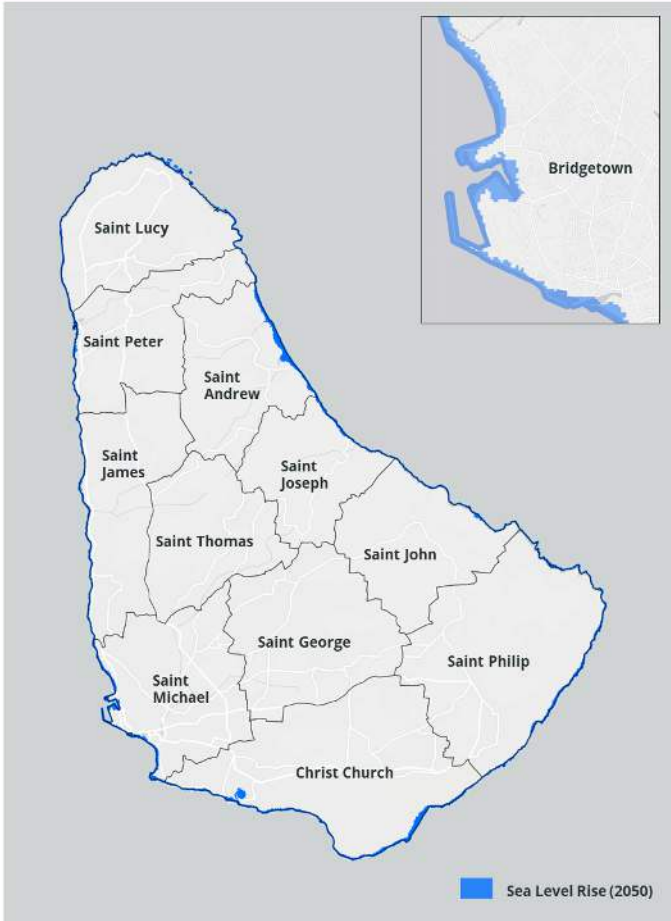 Bridgetown
Saint Lucy
Saint Peter
Saint
Andrew
Saint
James
Saint
Joseph
Saint Thomas
Saint John
Saint George
Saint Philip
Saint
Michael
Christ Church
Sea Level Rise (2050)